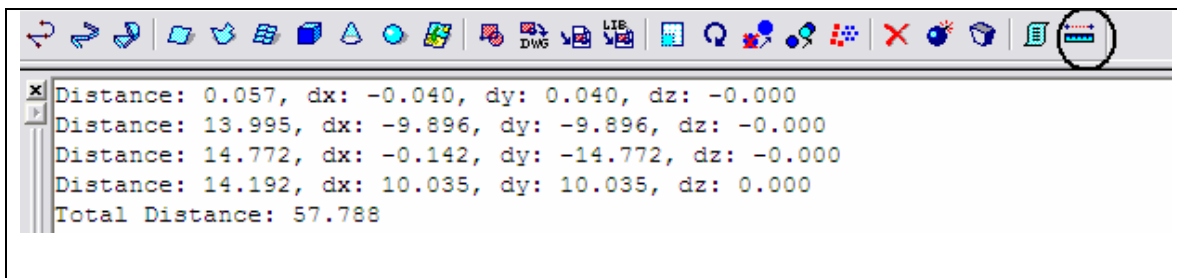 DWG LIB
Distance: 0.057, dx: -0.040, dy: 0.040, dz: -0.000
Distance: 13.995, dx: -9.896, dy: -9.896, dz: -0.000
Distance: 14.772, dx: -0.142, dy: -14.772, dz: -0.000
Distance: 14.192, dx: 10.035, dy: 10.035, dz: 0.000
Total Distance: 57.788